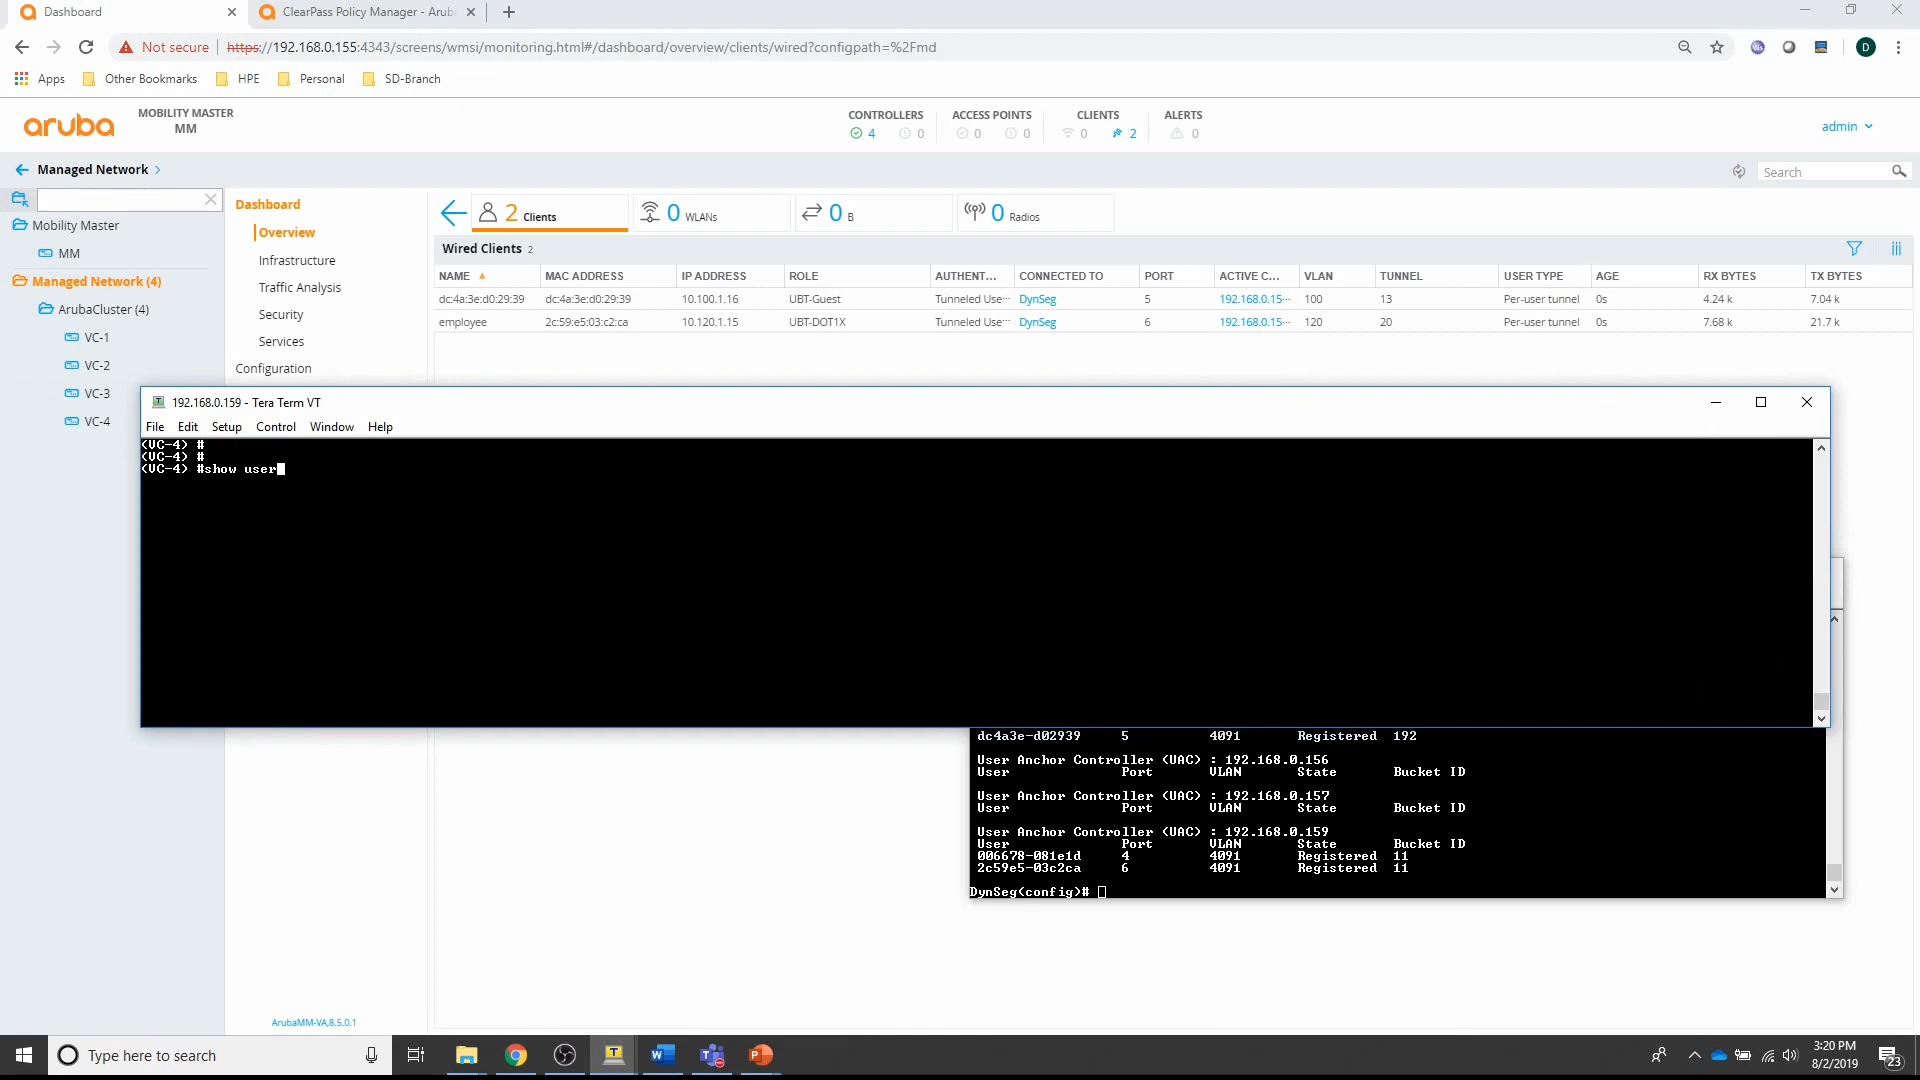 Dashboard
ClearPass Policy Manager - Arub
Not secure
https://192.168.0.155:4343/screens/wmsi/monitoring.html#/dashboard/overview/clients/wired?configpath=%2Fmd
D
Apps
Other Bookmarks
HPE
Personal
SD-Branch
aruba
MOBILITY MASTER
MM
CONTROLLERS
4 0
ACCESS POINTS
0 0
CLIENTS
0 2
ALERTS
0
admin
Managed Network
Search
Mobility Master
MM
Managed Network (4)
ArubaCluster (4)
VC-1
VC-2
VC-3
VC-4
Dashboard
Overview
Infrastructure
Traffic Analysis
Security
Services
Configuration
2 Clients
0 WLANs
0 B
0 Radios
Wired Clients 2
NAME MAC ADDRESS IP ADDRESS ROLE AUTHENT... CONNECTED TO PORT ACTIVE C... VLAN TUNNEL USER TYPE AGE RX BYTES TX BYTES
dc:4a:3e:d0:29:39 dc:4a:3e:d0:29:39 10.100.1.16 UBT-Guest Tunneled Use... DynSeg 5 192.168.0.15... 100 13 Per-user tunnel 0s 4.24 k 7.04 k
employee 2c:59:e5:03:c2:ca 10.120.1.15 UBT-DOT1X Tunneled Use... DynSeg 6 192.168.0.15... 120 20 Per-user tunnel 0s 7.68 k 21.7 k
192.168.0.159 - Tera Term VT
File Edit Setup Control Window Help
(VC-4) #
(VC-4) #
(VC-4) #show user
dc4a3e-d02939 5 4091 Registered 192
User Anchor Controller (UAC) : 192.168.0.156
User Port VLAN State Bucket ID
User Anchor Controller (UAC) : 192.168.0.157
User Port VLAN State Bucket ID
User Anchor Controller (UAC) : 192.168.0.159
User Port VLAN State Bucket ID
006678-081e1d 4 4091 Registered 11
2c59e5-03c2ca 6 4091 Registered 11
DynSeg(config)#
ArubaMM-VA,8.5.0.1
Type here to search
3:20 PM
8/2/2019
23